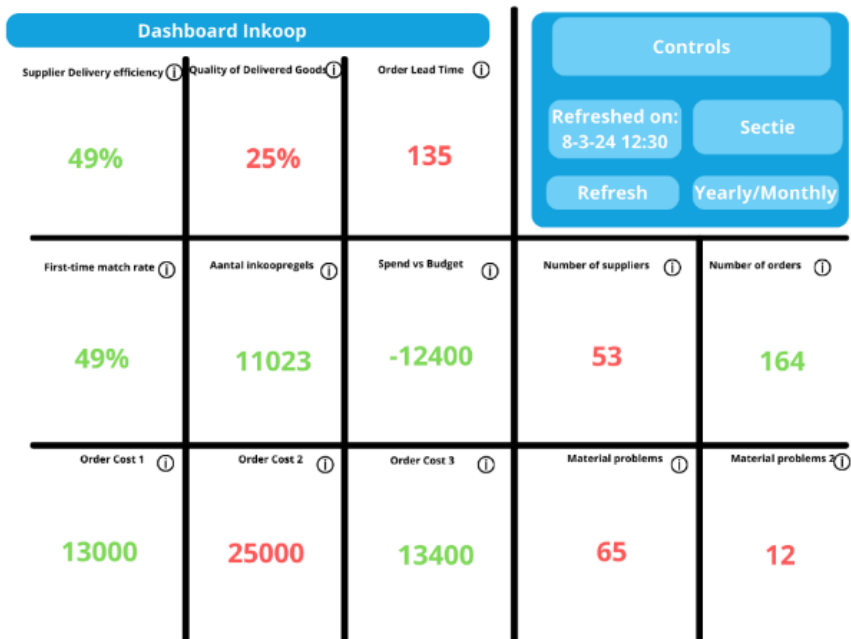 Dashboard Inkoop
Controls
Supplier Delivery efficiency
Quality of Delivered Goods
Order Lead Time
Refreshed on:
8-3-24 12:30
Sectie
49%
25%
135
Refresh
Yearly/Monthly
First-time match rate
Aantal inkoopregels
Spend vs Budget
Number of suppliers
Number of orders
49%
11023
-12400
53
164
Order Cost 1
Order Cost 2
Order Cost 3
Material problems
Material problems 2
13000
25000
13400
65
12